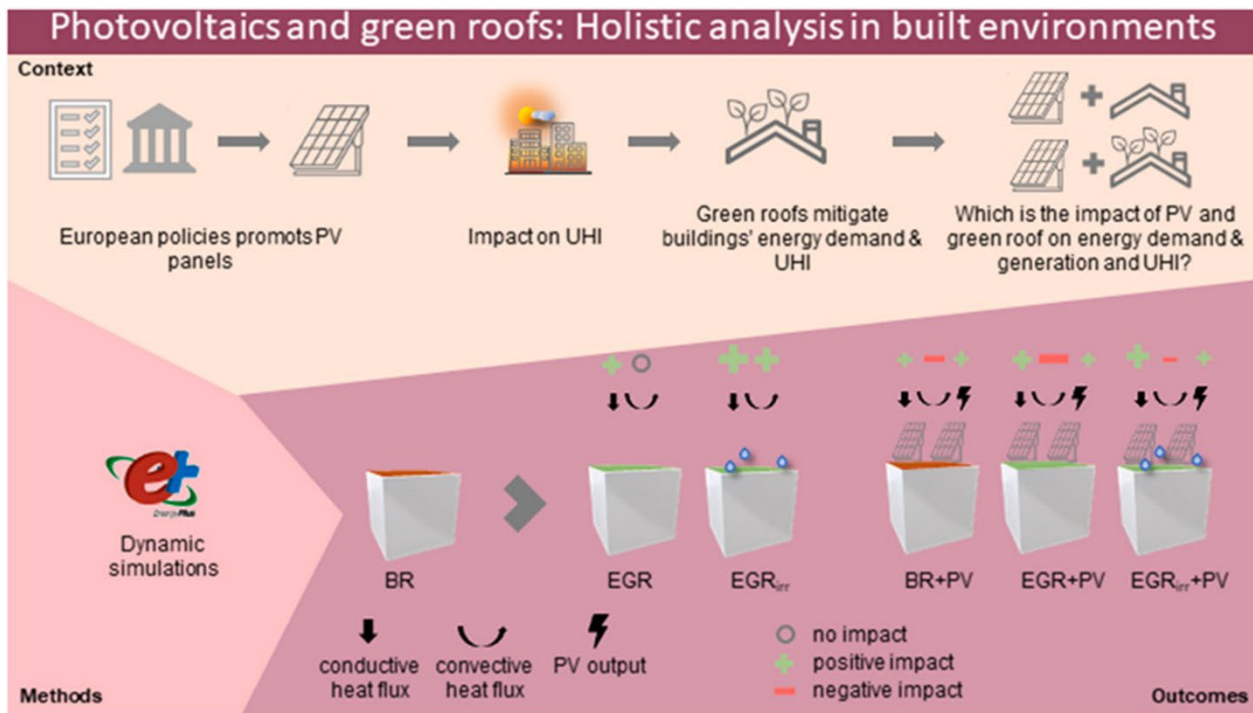 Photovoltaics and green roofs: Holistic analysis in built environments
Context
European policies promots PV
panels
Impact on UHI
Green roofs mitigate
buildings' energy demand &
UHI
Which is the impact of PV and
green roof on energy demand &
generation and UHI?
e+
EnergyPlus
Dynamic
simulations
BR
EGR
EGRirr
BR+PV
EGR+PV
EGRirr+PV
conductive
heat flux
convective
heat flux
PV output
no impact
positive impact
negative impact
Methods
Outcomes